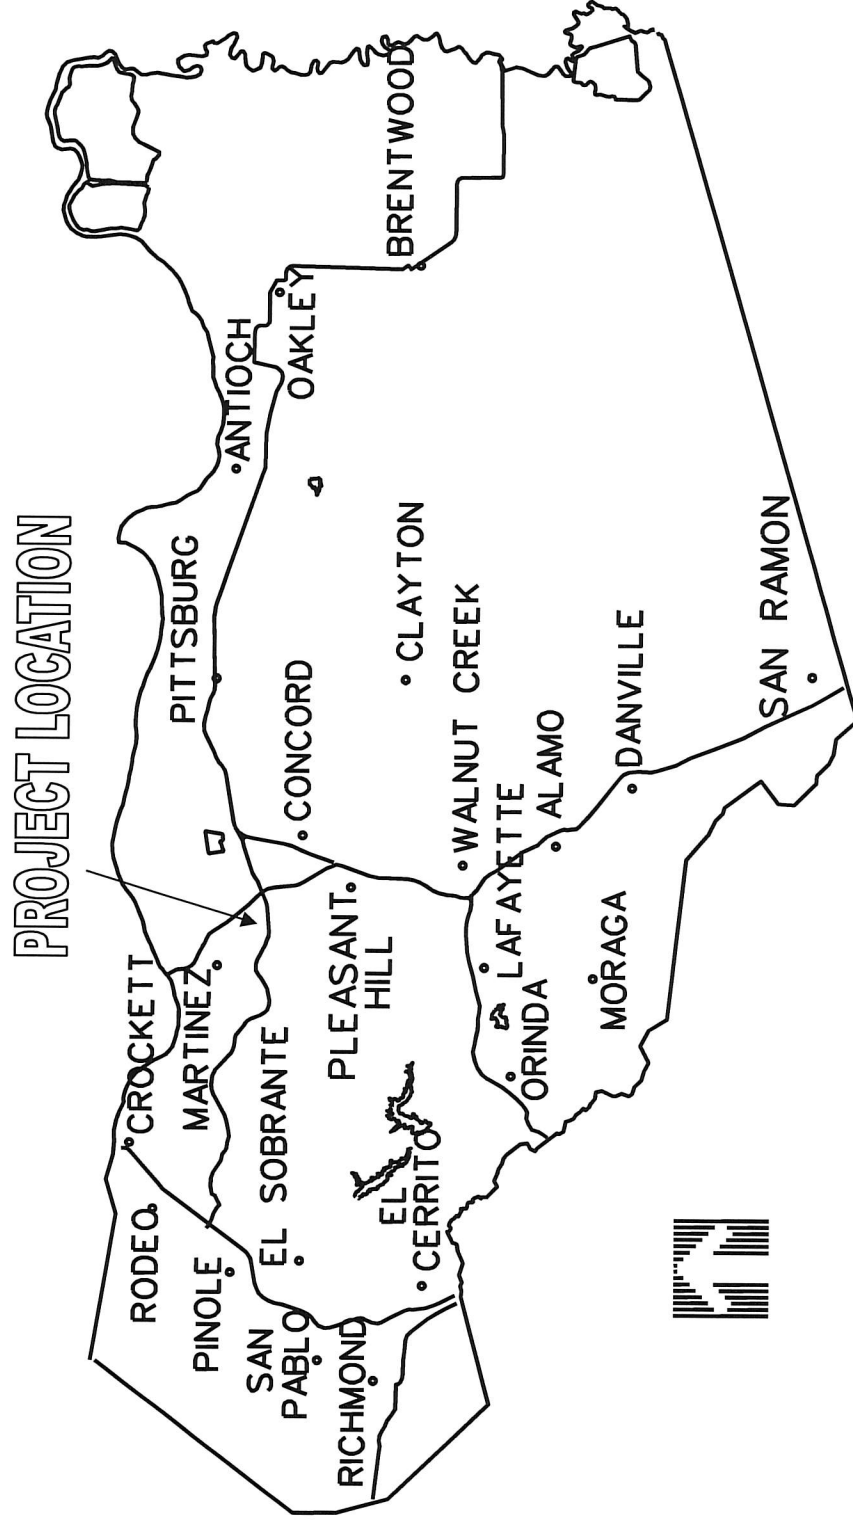 PROJECT LOCATION
CROCKETT
RODEO
MARTINEZ
PITTSBURG
ANTIOCH
OAKLEY
BRENTWOOD
PINOLE
EL SOBRANTE
CONCORD
SAN
PABLO
PLEASANT
HILL
CLAYTON
RICHMOND
EL
CERRITO
WALNUT CREEK
LAFAYETTE
ORINDA
ALAMO
MORAGA
DANVILLE
SAN RAMON